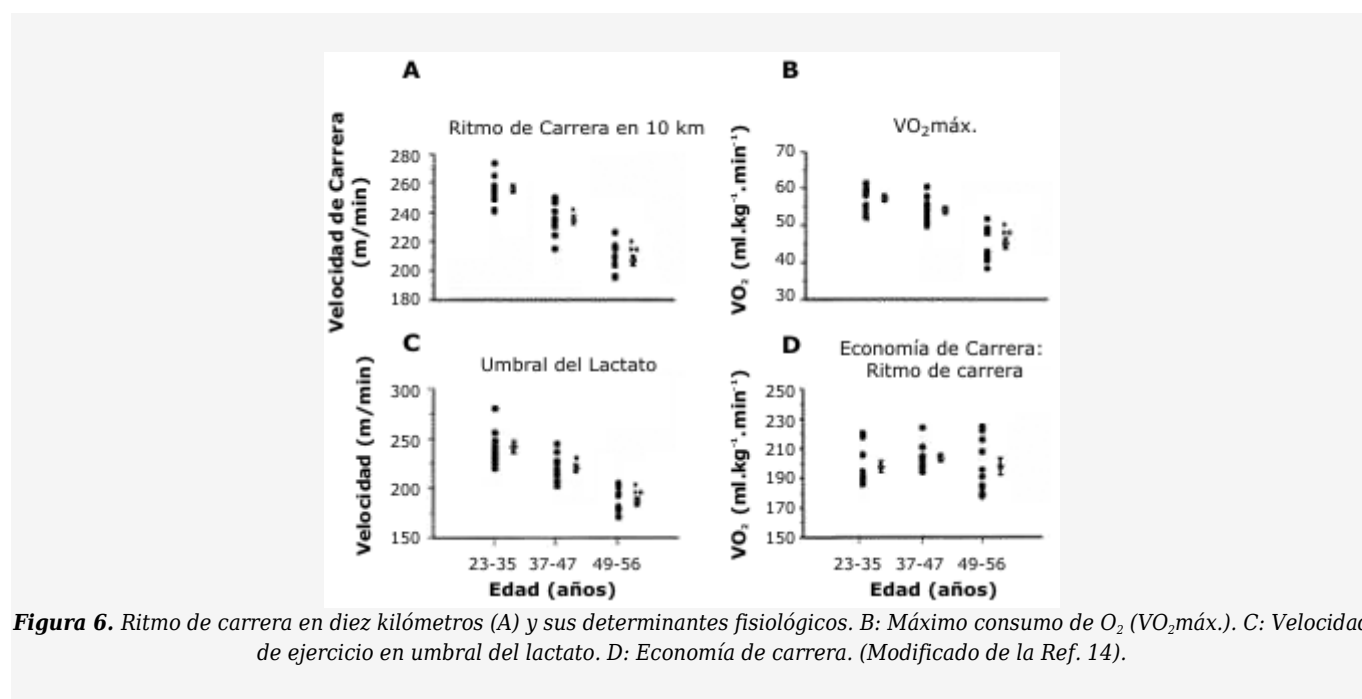 A
Ritmo de Carrera en 10 km
Velocidad de Carrera
(m/min)
280
260
240
220
200
180
B
VO₂máx.
VO₂ (ml.kg⁻¹.min⁻¹)
70
60
50
40
30
C
Umbral del Lactato
Velocidad (m/min)
300
250
200
150
23-35 37-47 49-56
Edad (años)
D
Economía de Carrera:
Ritmo de carrera
VO₂ (ml.kg⁻¹.min⁻¹)
250
230
210
190
170
150
23-35 37-47 49-56
Edad (años)
Figura 6. Ritmo de carrera en diez kilómetros (A) y sus determinantes fisiológicos. B: Máximo consumo de O₂ (VO₂máx.). C: Velocidad
de ejercicio en umbral del lactato. D: Economía de carrera. (Modificado de la Ref. 14).